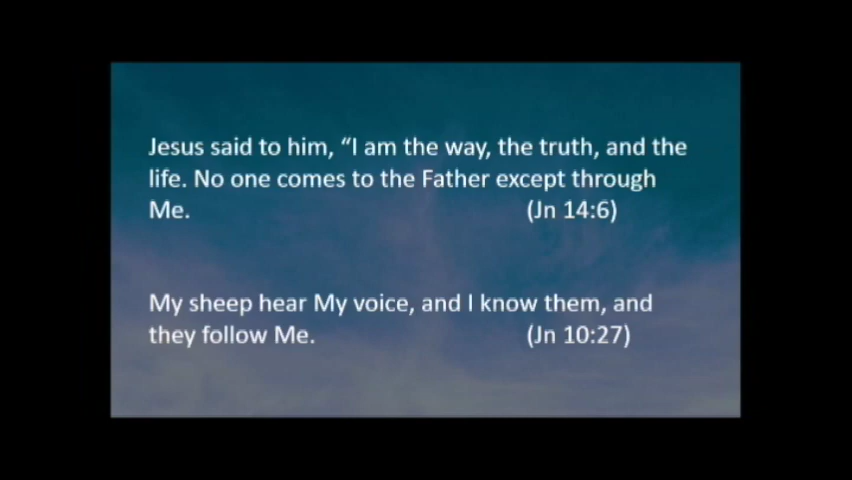 Jesus said to him, “I am the way, the truth, and the
life. No one comes to the Father except through
Me. (Jn 14:6)
My sheep hear My voice, and I know them, and
they follow Me. (Jn 10:27)